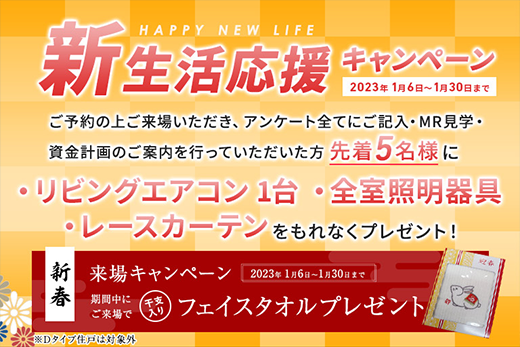 HAPPY NEW LIFE
新生活応援キャンペーン
2023年 1月6日〜1月30日まで
ご予約の上ご来場いただき、アンケート全てにご記入・MR見学・
資金計画のご案内を行っていただいた方 先着5名様に
・リビングエアコン 1台 ・全室照明器具
・レースカーテンをもれなくプレゼント！
新春
来場キャンペーン 2023年 1月6日〜1月30日まで
期間中にご来場で 干支入り フェイスタオルプレゼント
迎春
※Dタイプ住戸は対象外